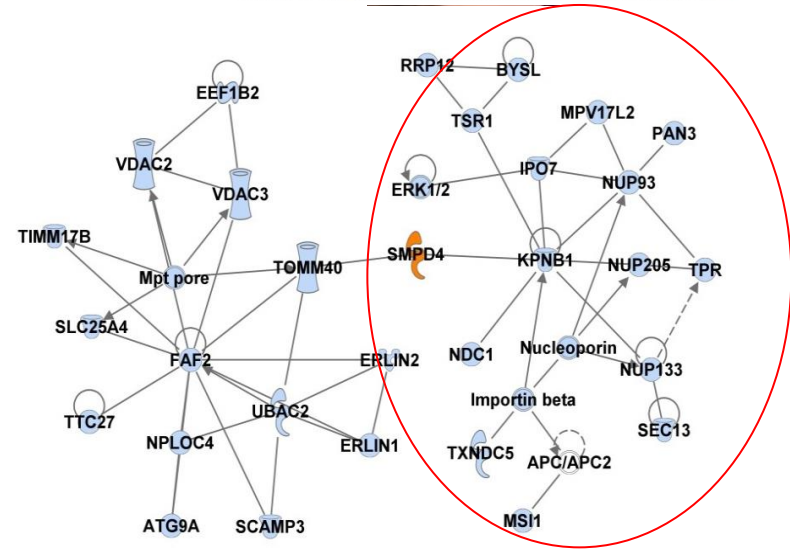 RRP12
BYSL
EEF1B2
MPV17L2
TSR1
PAN3
VDAC2
IPO7
VDAC3
ERK1/2
NUP93
TIMM17B
SMPD4
KPNB1
NUP205
TPR
Mpt pore
TOMM40
SLC25A4
NDC1
Nucleoporin
FAF2
ERLIN2
NUP133
Importin beta
TTC27
UBAC2
SEC13
NPLOC4
ERLIN1
TXNDC5
APC/APC2
ATG9A
SCAMP3
MSI1